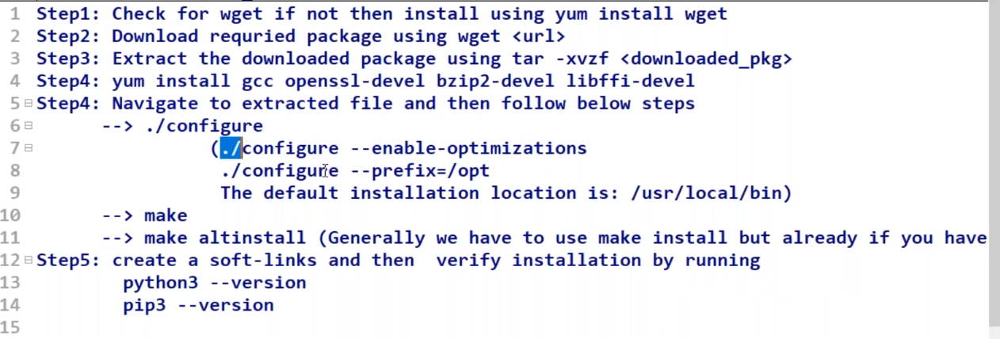 1 Step1: Check for wget if not then install using yum install wget
2 Step2: Download requried package using wget <url>
3 Step3: Extract the downloaded package using tar -xvzf <downloaded_pkg>
4 Step4: yum install gcc openssl-devel bzip2-devel libffi-devel
5 Step4: Navigate to extracted file and then follow below steps
6 --> ./configure
7 (./configure --enable-optimizations
8 ./configure --prefix=/opt
9 The default installation location is: /usr/local/bin)
10 --> make
11 --> make altinstall (Generally we have to use make install but already if you have
12 Step5: create a soft-links and then  verify installation by running
13 python3 --version
14 pip3 --version
15